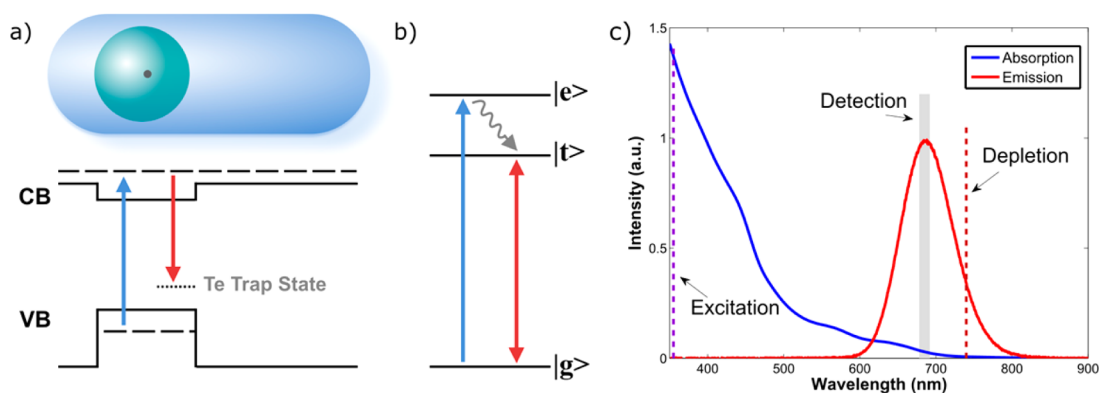 a)
CB
VB
Te Trap State
b)
|e>
|t>
|g>
c)
Intensity (a.u.)
1.5
1
0.5
0
400 500 600 700 800 900
Wavelength (nm)
Absorption
Emission
Detection
Depletion
Excitation